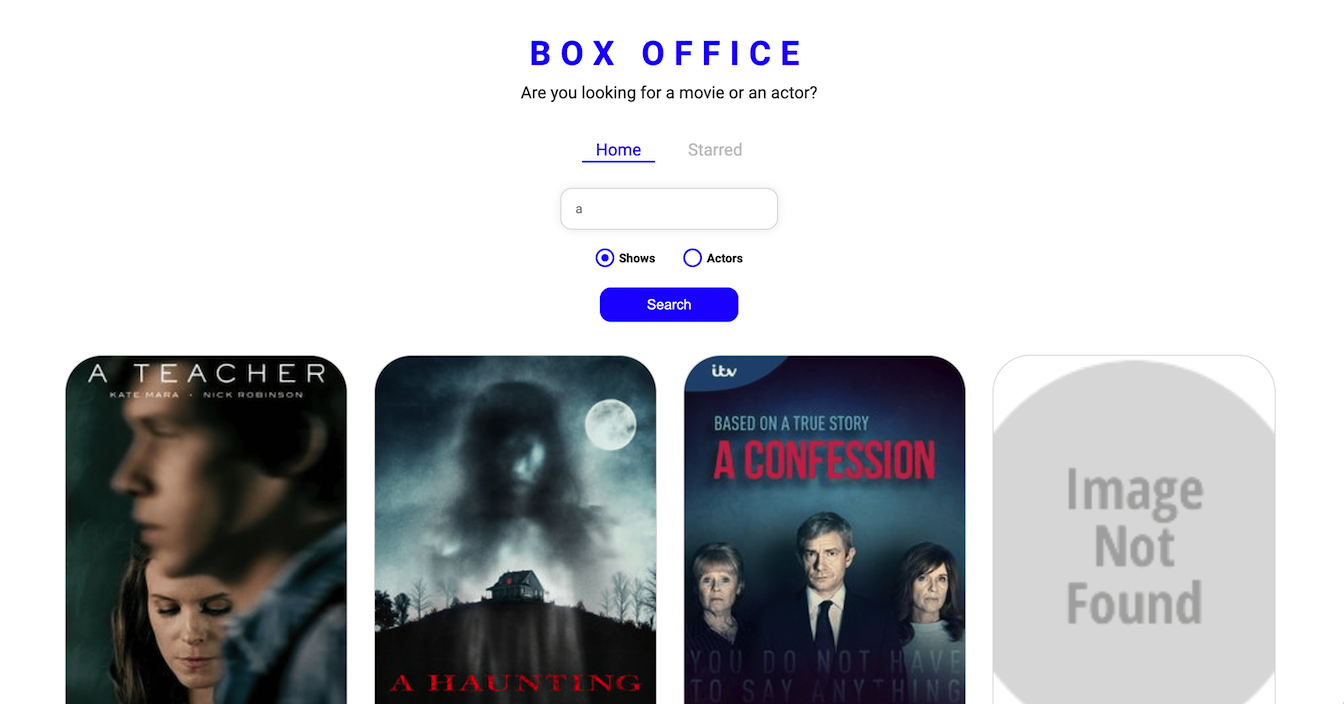 BOX OFFICE
Are you looking for a movie or an actor?
Home Starred
a
Shows Actors
Search
A TEACHER
KATE MARA • NICK ROBINSON
A HAUNTING
itv
BASED ON A TRUE STORY
A CONFESSION
YOU DO NOT HAVE
TO SAY ANYTHING
Image
Not
Found